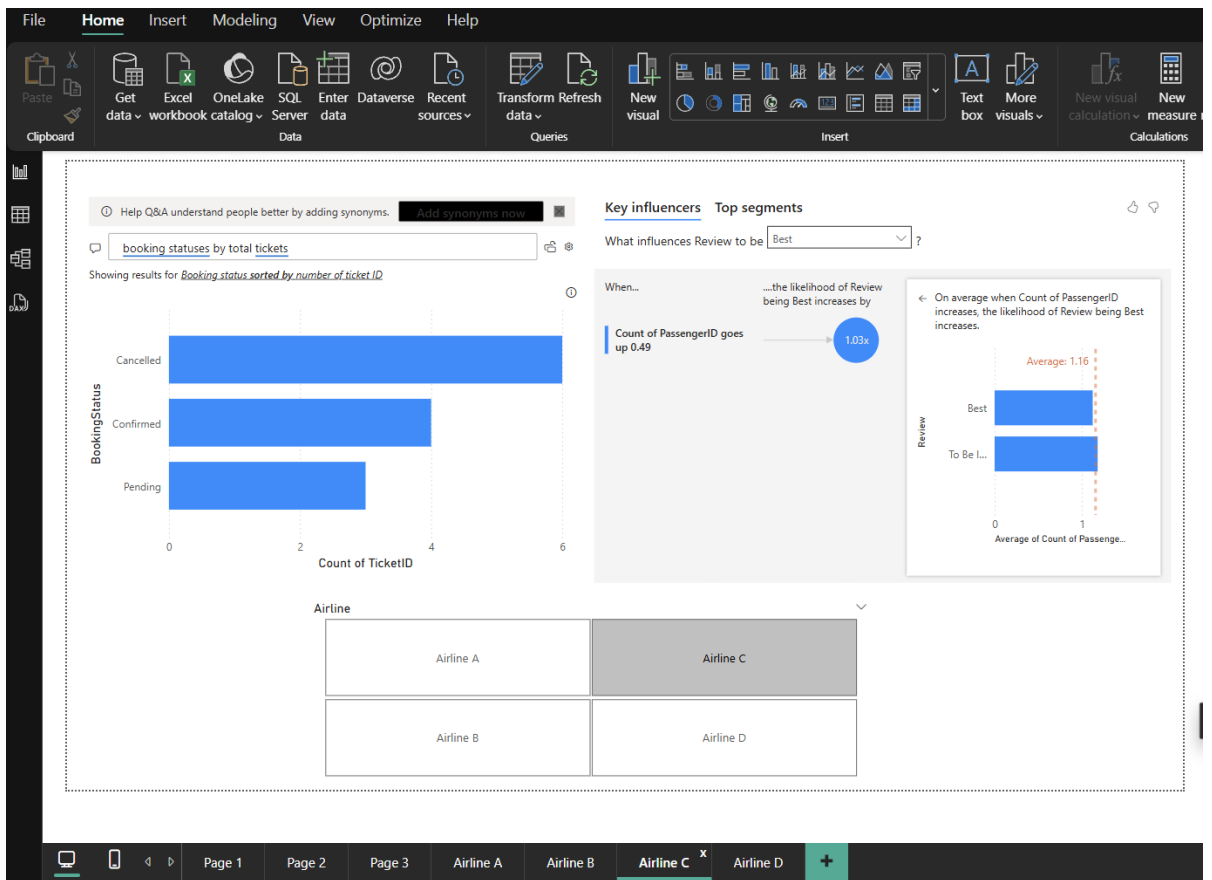 File Home Insert Modeling View Optimize Help
Paste
Get data
Excel workbook
OneLake catalog
SQL Server
Enter data
Dataverse
Recent sources
Transform data
Refresh
New visual
Text box
More visuals
New visual calculation
New measure
Clipboard
Data
Queries
Insert
Calculations
DAX
123
Help Q&A understand people better by adding synonyms.
Add synonyms now
booking statuses by total tickets
Showing results for Booking status sorted by number of ticket ID
BookingStatus
Cancelled
Confirmed
Pending
0 2 4 6
Count of TicketID
Key influencers Top segments
What influences Review to be Best ?
When...
....the likelihood of Review
being Best increases by
Count of PassengerID goes
up 0.49
1.03x
On average when Count of PassengerID
increases, the likelihood of Review being Best
increases.
Average: 1.16
Review
Best
To Be I...
0 1
Average of Count of Passenge...
Airline
Airline A
Airline C
Airline B
Airline D
Page 1 Page 2 Page 3 Airline A Airline B Airline C x Airline D +